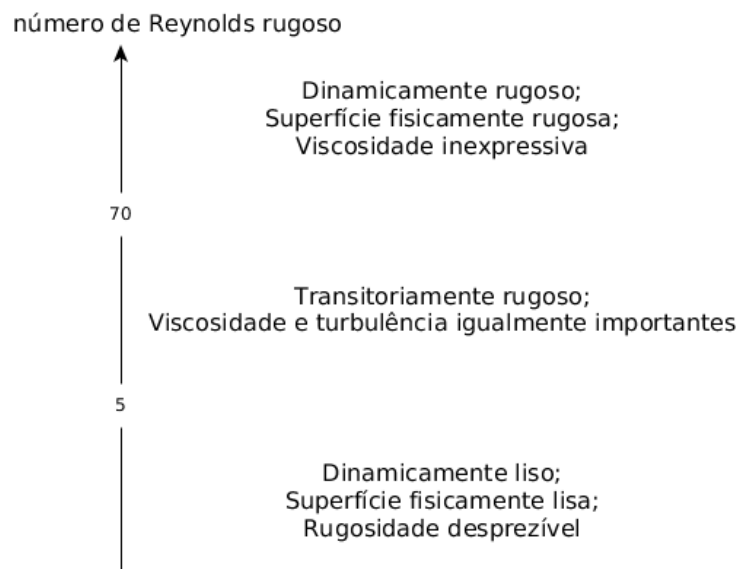 número de Reynolds rugoso
Dinamicamente rugoso;
Superfície fisicamente rugosa;
Viscosidade inexpressiva
70
Transitoriamente rugoso;
Viscosidade e turbulência igualmente importantes
5
Dinamicamente liso;
Superfície fisicamente lisa;
Rugosidade desprezível